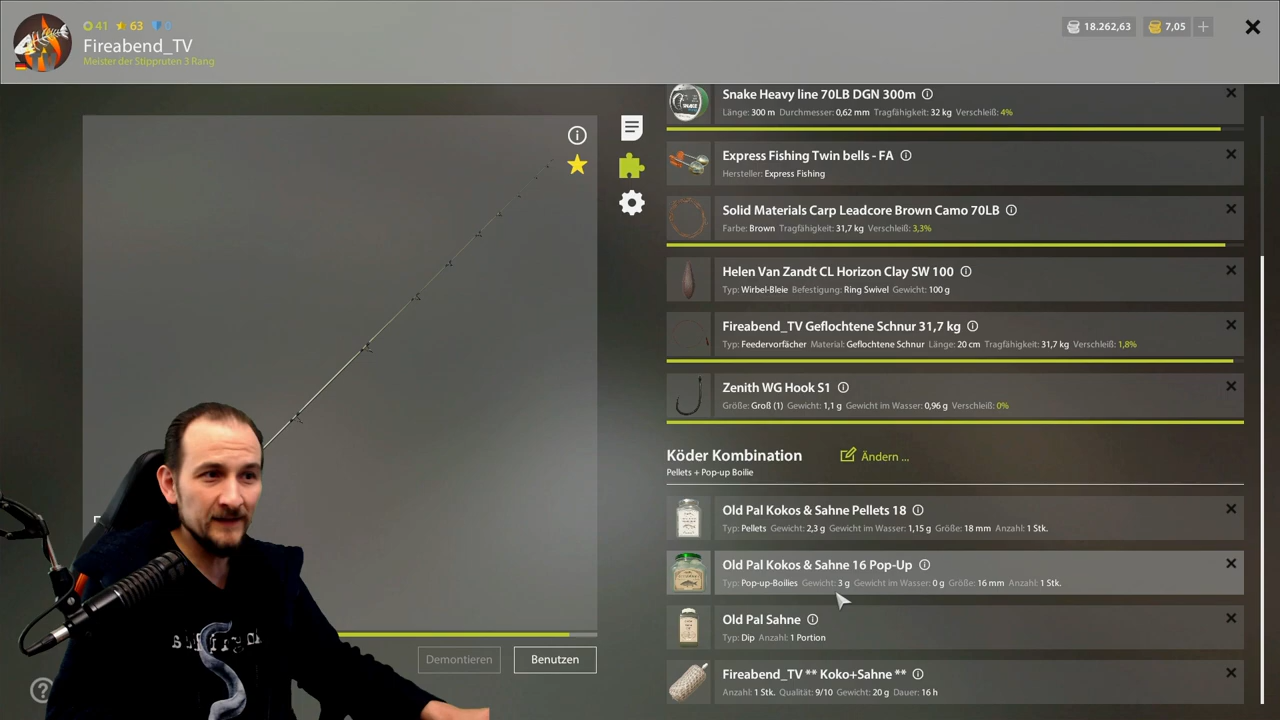 41 63 0
Fireabend_TV
Meister der Stippruten 3 Rang
18.262,63
7,05
Snake Heavy line 70LB DGN 300m
Länge: 300 m Durchmesser: 0,62 mm Tragfähigkeit: 32 kg Verschleiß: 4%
Express Fishing Twin bells - FA
Hersteller: Express Fishing
Solid Materials Carp Leadcore Brown Camo 70LB
Farbe: Brown Tragfähigkeit: 31,7 kg Verschleiß: 3,3%
Helen Van Zandt CL Horizon Clay SW 100
Typ: Wirbel-Bleie Befestigung: Ring Swivel Gewicht: 100 g
Fireabend_TV Geflochtene Schnur 31,7 kg
Typ: Feedervorfächer Material: Geflochtene Schnur Länge: 20 cm Tragfähigkeit: 31,7 kg Verschleiß: 1,8%
Zenith WG Hook S1
Größe: Groß (1) Gewicht: 1,1 g Gewicht im Wasser: 0,96 g Verschleiß: 0%
Köder Kombination
Ändern ...
Pellets + Pop-up Boilie
Old Pal Kokos & Sahne Pellets 18
Typ: Pellets Gewicht: 2,3 g Gewicht im Wasser: 1,15 g Größe: 18 mm Anzahl: 1 Stk.
Old Pal Kokos & Sahne 16 Pop-Up
Typ: Pop-up-Boilies Gewicht: 3 g Gewicht im Wasser: 0 g Größe: 16 mm Anzahl: 1 Stk.
Old Pal Sahne
Typ: Dip Anzahl: 1 Portion
Fireabend_TV ** Koko+Sahne **
Anzahl: 1 Stk. Qualität: 9/10 Gewicht: 20 g Dauer: 16 h
Demontieren
Benutzen